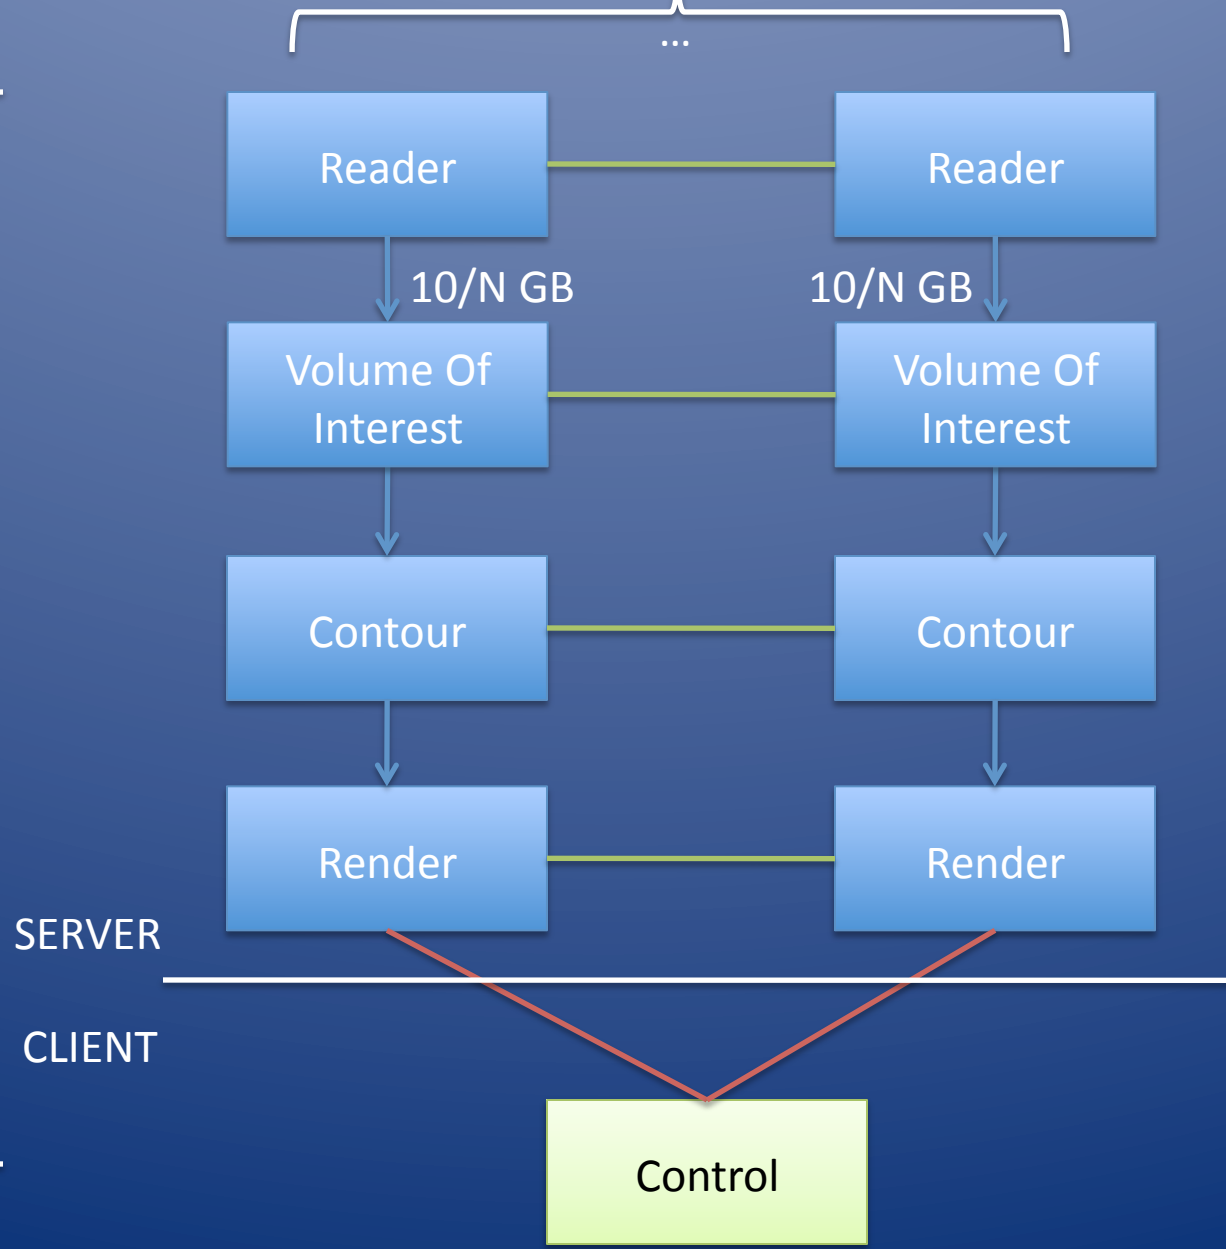 ...
Reader
Reader
10/N GB
10/N GB
Volume Of
Interest
Volume Of
Interest
Contour
Contour
Render
Render
SERVER
CLIENT
Control